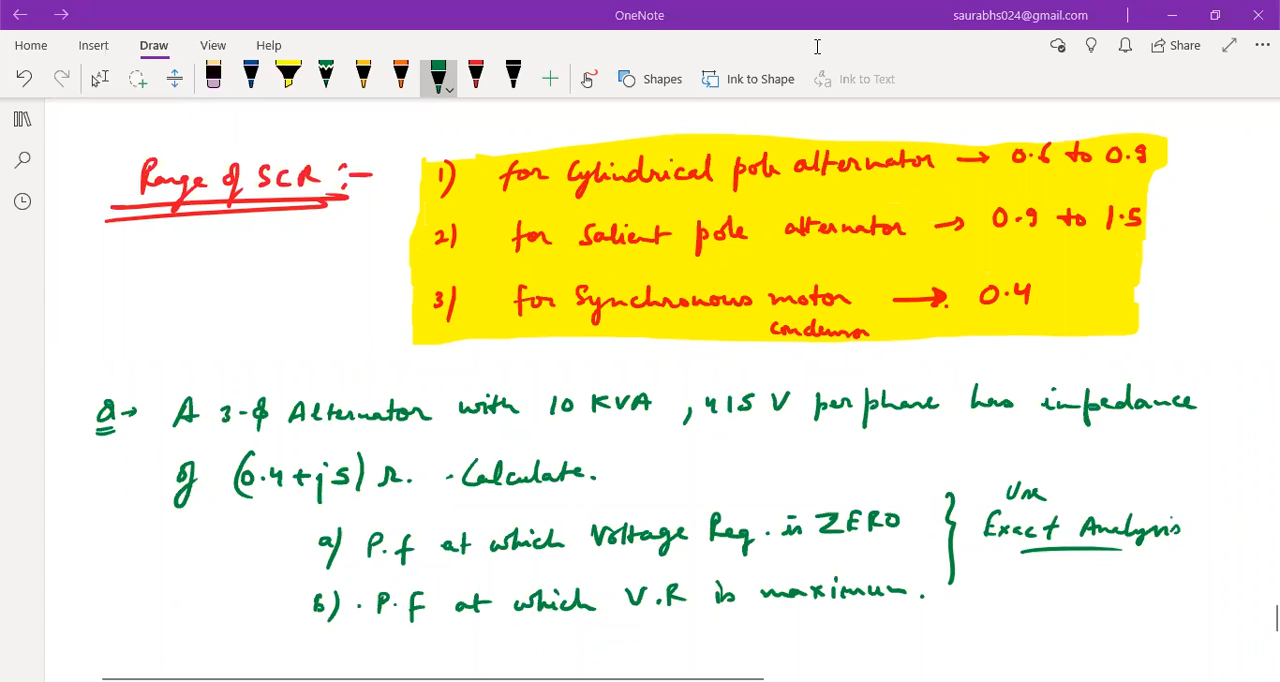 OneNote
saurabhs024@gmail.com
Home Insert Draw View Help
Share
Shapes Ink to Shape Ink to Text
Range of SCR :-
1) for Cylindrical pole alternator → 0.6 to 0.9
2) for Salient pole alternator → 0.9 to 1.5
3) for Synchronous motor → 0.4
condensor
Q→ A 3-ϕ Alternator with 10 KVA , 415 V per phase has impedance
of (0.4+j5) Ω. Calculate.
a) P.f at which Voltage Reg. is ZERO
b) . P.F at which V.R is maximum.
Use
Exact Analysis